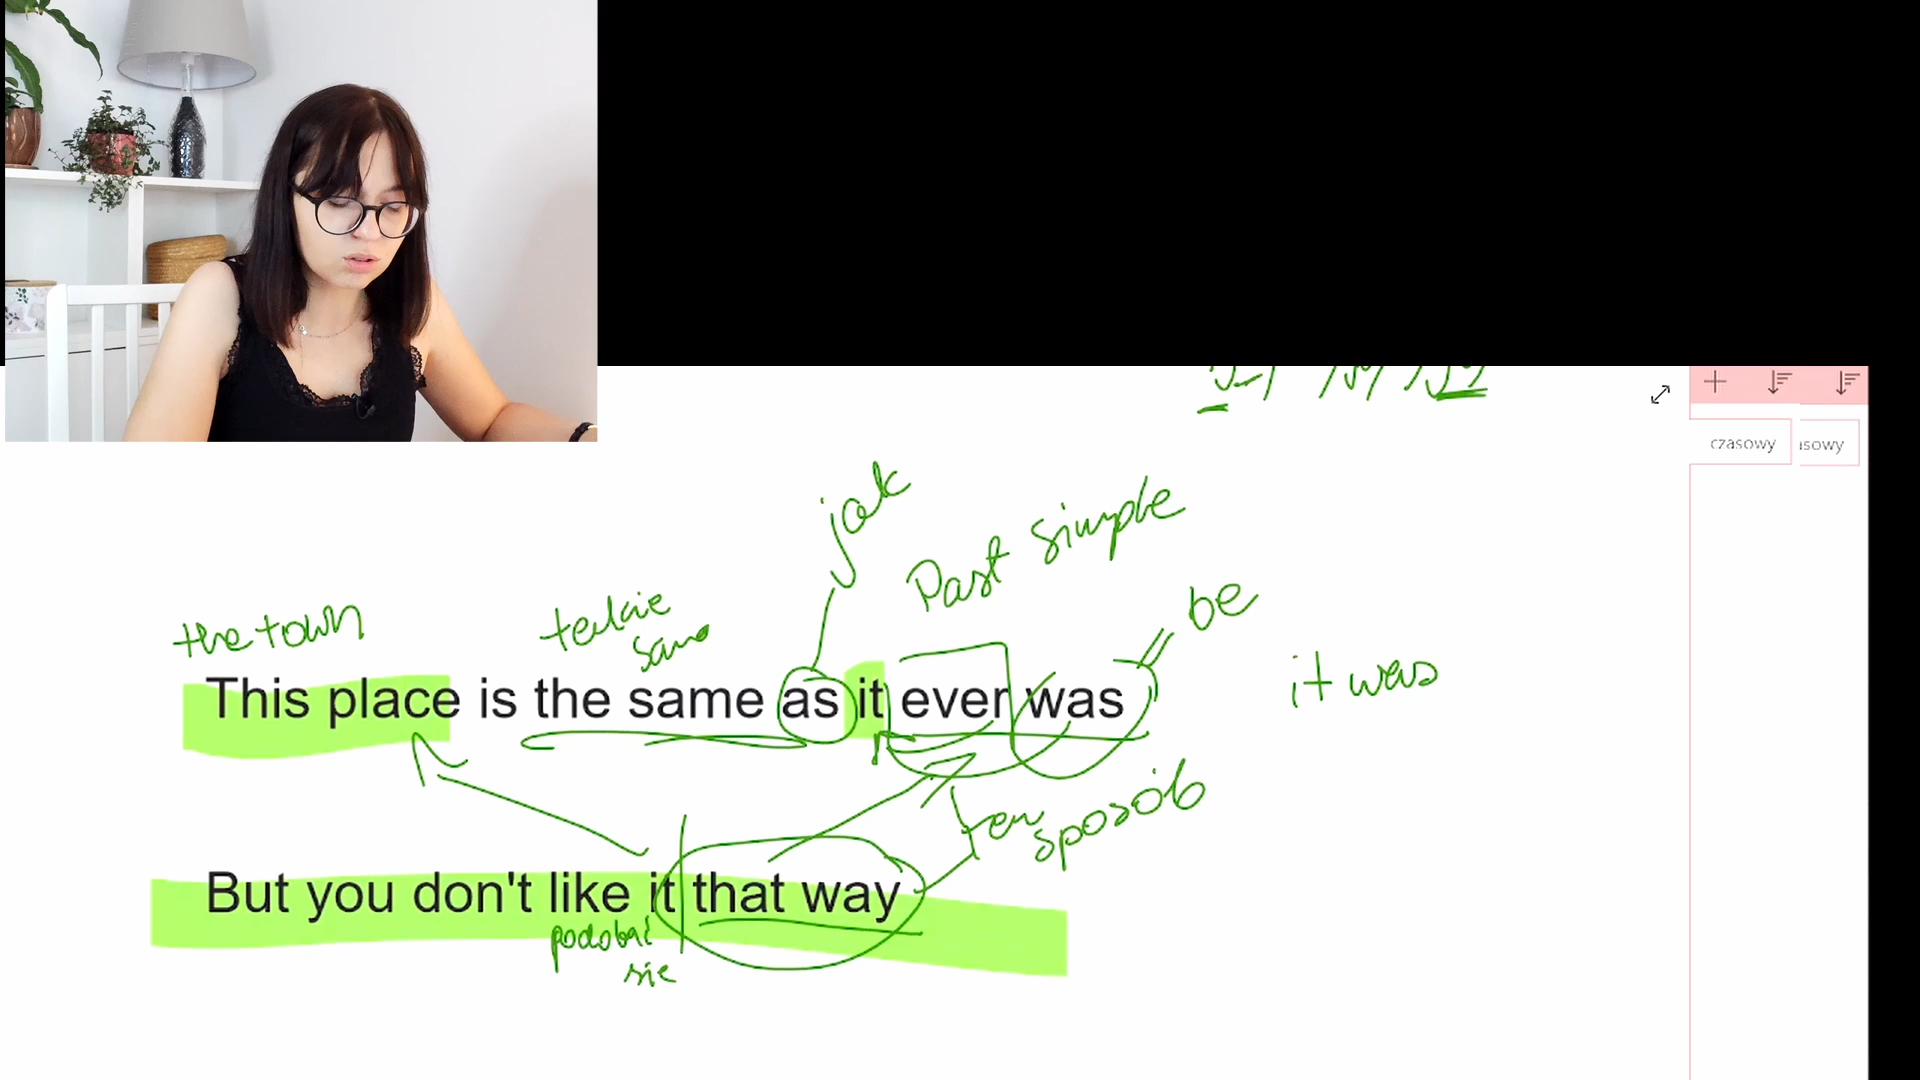 czasowy
asowy
jak
Past simple
be
the town
takie
samo
it was
This place is the same as it ever was
ten
sposób
But you don't like it that way
podobać
się